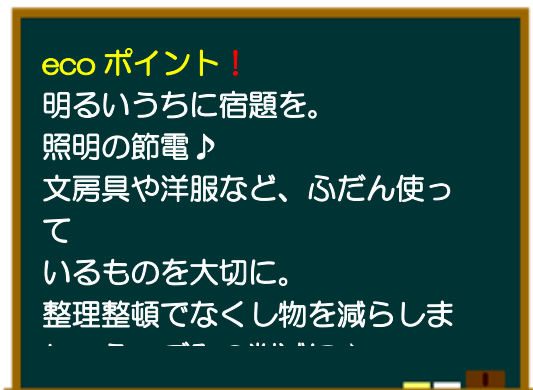 ecoポイント！
明るいうちに宿題を。
照明の節電♪
文房具や洋服など、ふだん使っ
て
いるものを大切に。
整理整頓でなくし物を減らしま